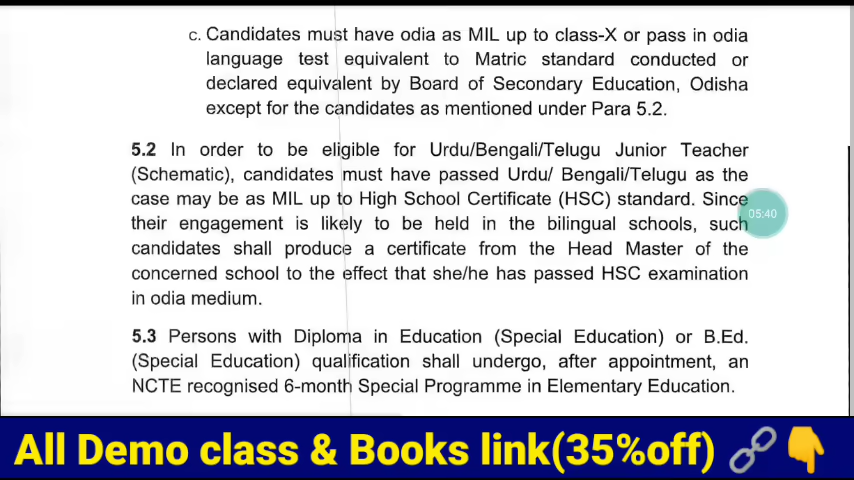 c. Candidates must have odia as MIL up to class-X or pass in odia
language test equivalent to Matric standard conducted or
declared equivalent by Board of Secondary Education, Odisha
except for the candidates as mentioned under Para 5.2.
5.2 In order to be eligible for Urdu/Bengali/Telugu Junior Teacher
(Schematic), candidates must have passed Urdu/ Bengali/Telugu as the
case may be as MIL up to High School Certificate (HSC) standard. Since
their engagement is likely to be held in the bilingual schools, such
candidates shall produce a certificate from the Head Master of the
concerned school to the effect that she/he has passed HSC examination
in odia medium.
05:40
5.3 Persons with Diploma in Education (Special Education) or B.Ed.
(Special Education) qualification shall undergo, after appointment, an
NCTE recognised 6-month Special Programme in Elementary Education.
All Demo class & Books link(35%off) 🔗👇